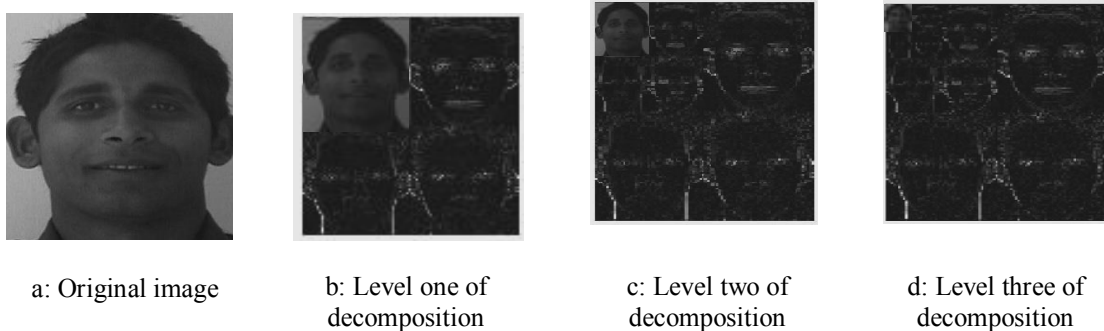 a: Original image
b: Level one of
decomposition
c: Level two of
decomposition
d: Level three of
decomposition